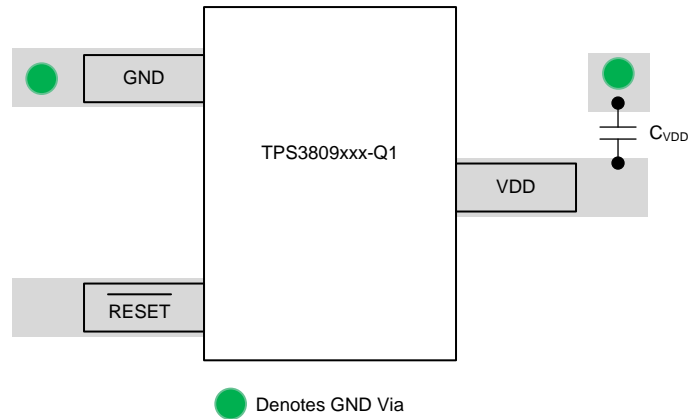 GND
TPS3809xxx-Q1
CVDD
VDD
RESET
Denotes GND Via